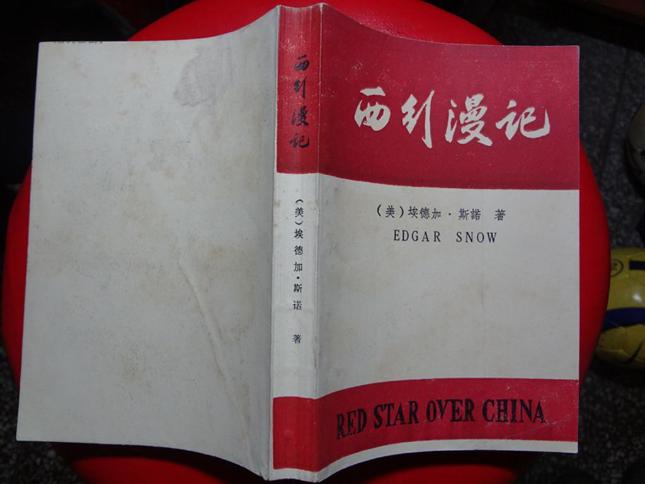 西行漫记
(美)埃德加·斯诺 著
西行漫记
(美)埃德加·斯諾 著
EDGAR SNOW
RED STAR OVER CHINA